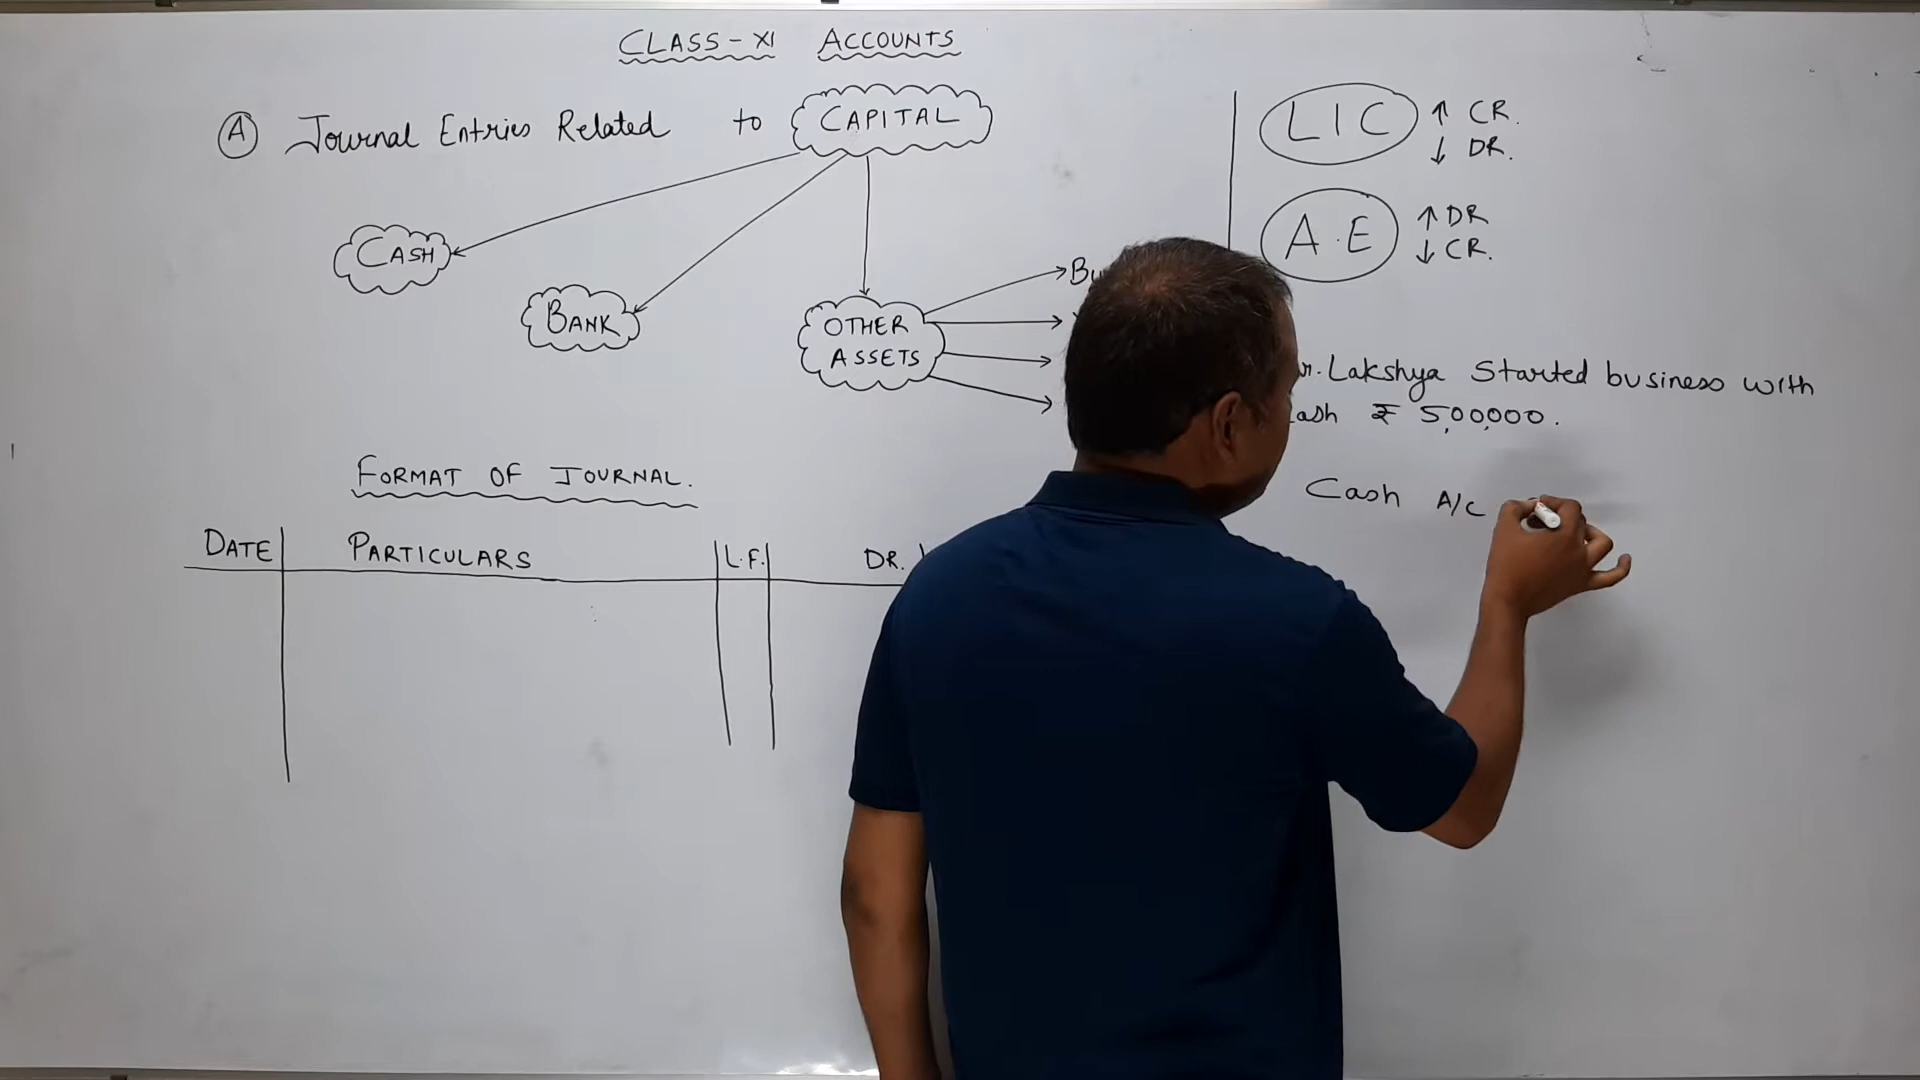 CLASS-XI ACCOUNTS
A Journal Entries Related to CAPITAL
CASH
BANK
OTHER
ASSETS
FORMAT OF JOURNAL.
DATE PARTICULARS L.F. DR.
LIC ↑ CR.
↓ DR.
A.E ↑ DR
↓ CR.
Lakshya Started business with
₹ 5,00,000.
Cash A/C